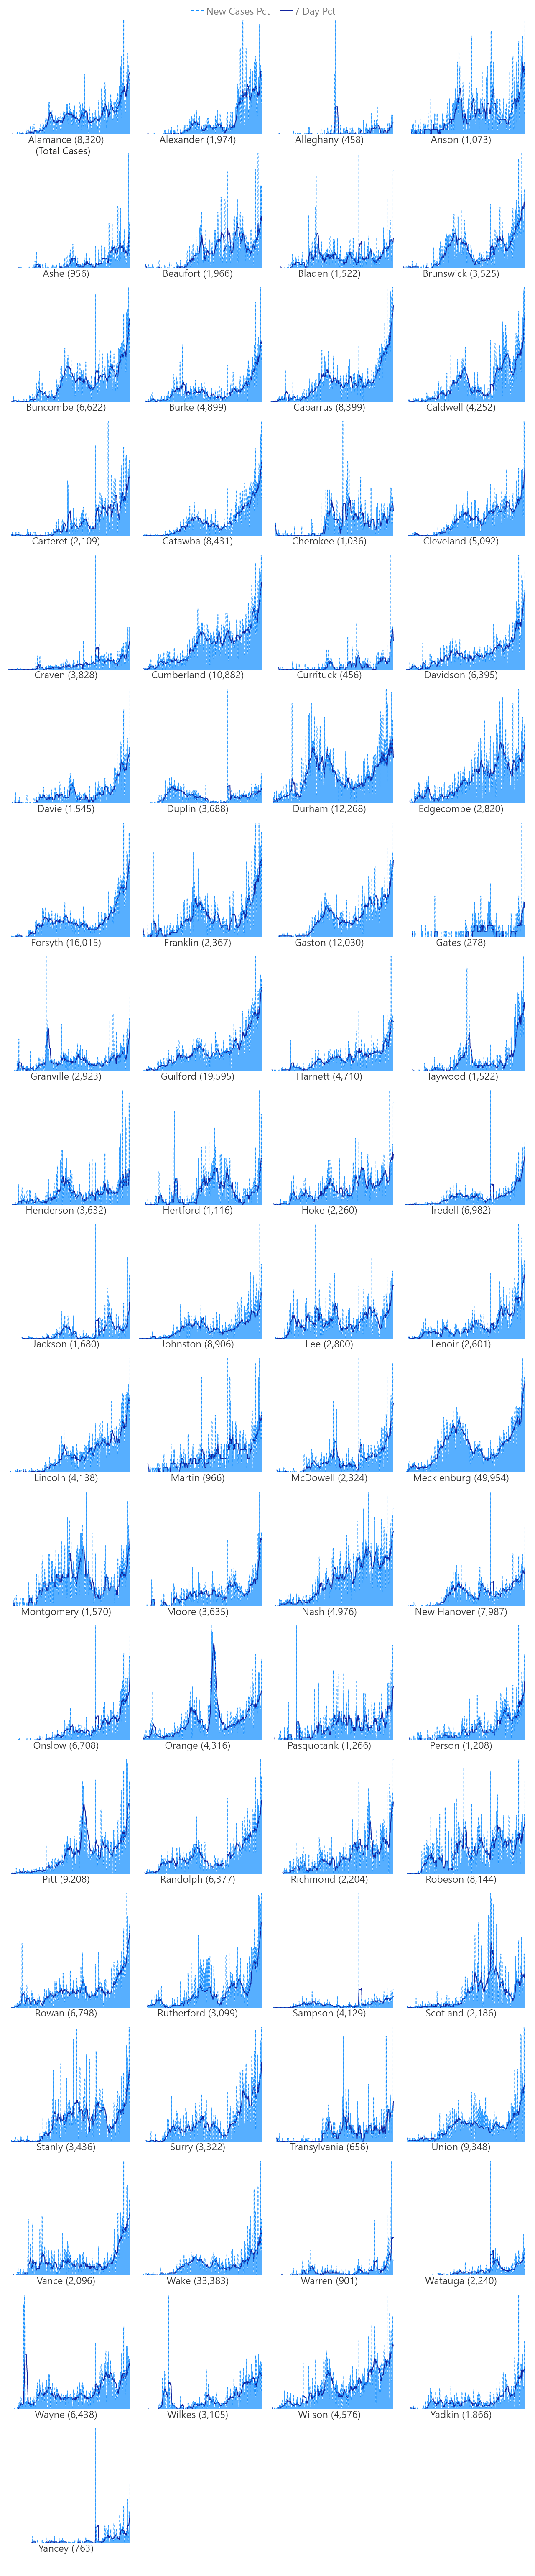 New Cases Pct 7 Day Pct
Alamance (8,320) Alexander (1,974) Alleghany (458) Anson (1,073)
(Total Cases)
Ashe (956) Beaufort (1,966) Bladen (1,522) Brunswick (3,525)
Buncombe (6,622) Burke (4,899) Cabarrus (8,399) Caldwell (4,252)
Carteret (2,109) Catawba (8,431) Cherokee (1,036) Cleveland (5,092)
Craven (3,828) Cumberland (10,882) Currituck (456) Davidson (6,395)
Davie (1,545) Duplin (3,688) Durham (12,268) Edgecombe (2,820)
Forsyth (16,015) Franklin (2,367) Gaston (12,030) Gates (278)
Granville (2,923) Guilford (19,595) Harnett (4,710) Haywood (1,522)
Henderson (3,632) Hertford (1,116) Hoke (2,260) Iredell (6,982)
Jackson (1,680) Johnston (8,906) Lee (2,800) Lenoir (2,601)
Lincoln (4,138) Martin (966) McDowell (2,324) Mecklenburg (49,954)
Montgomery (1,570) Moore (3,635) Nash (4,976) New Hanover (7,987)
Onslow (6,708) Orange (4,316) Pasquotank (1,266) Person (1,208)
Pitt (9,208) Randolph (6,377) Richmond (2,204) Robeson (8,144)
Rowan (6,798) Rutherford (3,099) Sampson (4,129) Scotland (2,186)
Stanly (3,436) Surry (3,322) Transylvania (656) Union (9,348)
Vance (2,096) Wake (33,383) Warren (901) Watauga (2,240)
Wayne (6,438) Wilkes (3,105) Wilson (4,576) Yadkin (1,866)
Yancey (763)